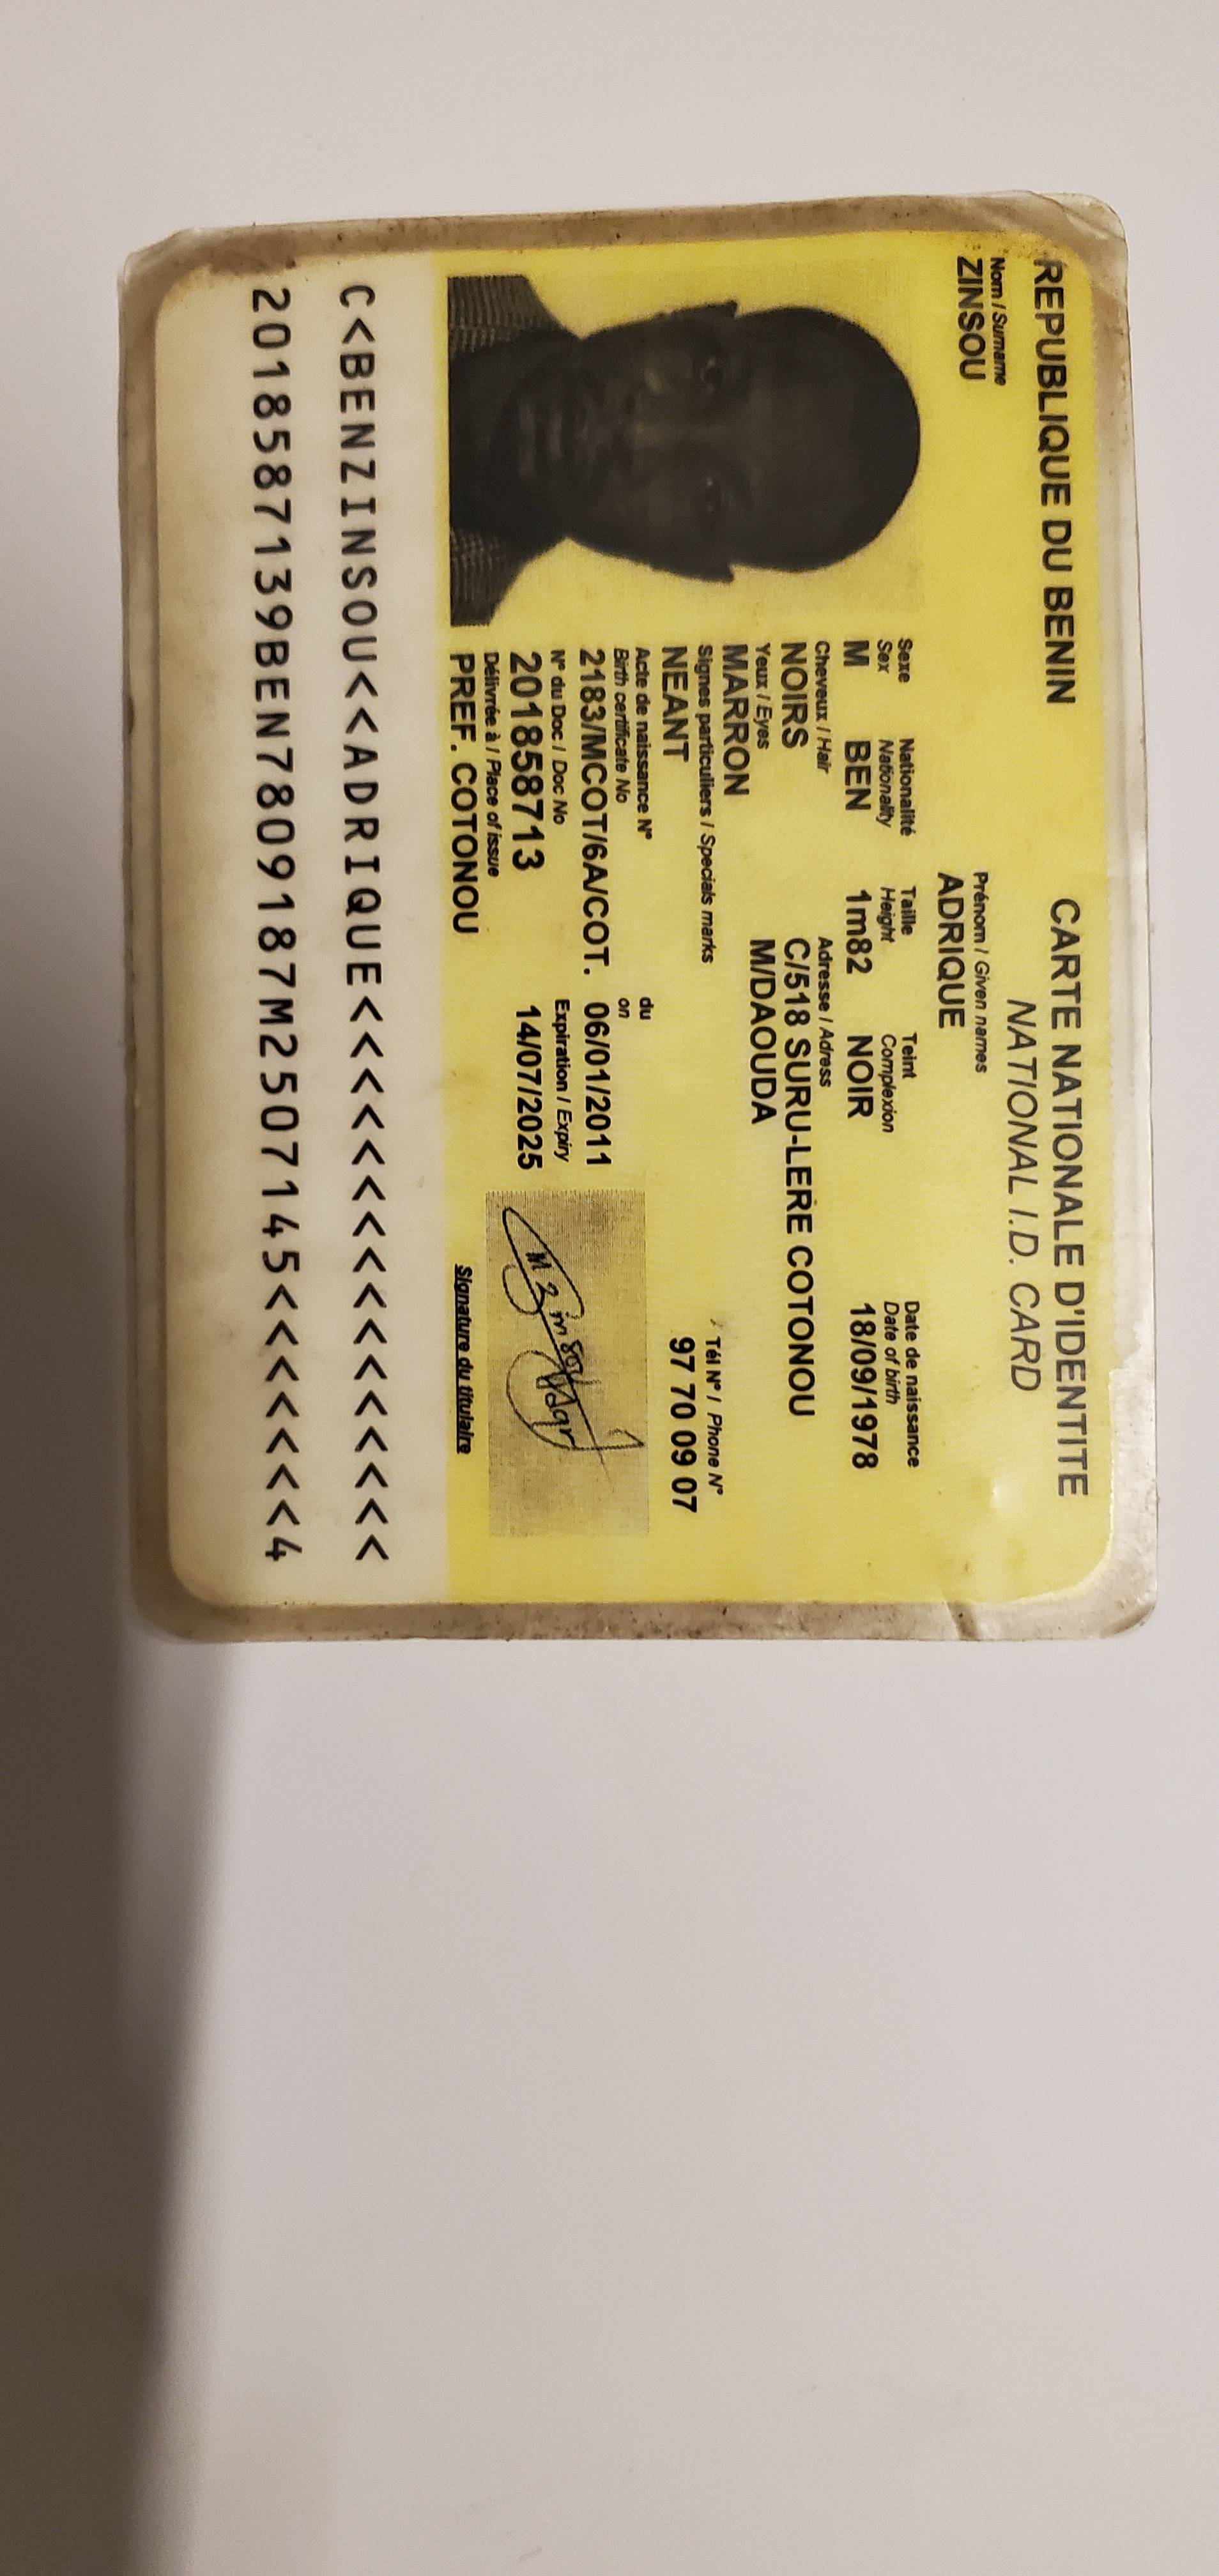 REPUBLIQUE DU BENIN
CARTE NATIONALE D'IDENTITE
NATIONAL I.D. CARD
Nom / Surname
ZINSOU
Prénom / Given names
ADRIQUE
Sexe Nationalité Taille Teint Date de naissance
Sex Nationality Height Complexion Date of birth
M BEN 1m82 NOIR 18/09/1978
Cheveux / Hair Adresse / Adress
NOIRS C/518 SURU-LERE COTONOU
Yeux / Eyes M/DAOUDA
MARRON
Signes particuliers / Specials marks Tél N° / Phone N°
NEANT 97 70 09 07
Acte de naissance N° du
Birth certificate No on
2183/MCOT/6A/COT. 06/01/2011
N° du Doc / Doc No Expiration / Expiry
201858713 14/07/2025
Délivrée à / Place of issue
PREF. COTONOU
Signature du titulaire
C<BENZINSOU<<ADRIQUE<<<<<<<<<<<<<<
2018587139BEN7809187M2507145<<<<<<<4